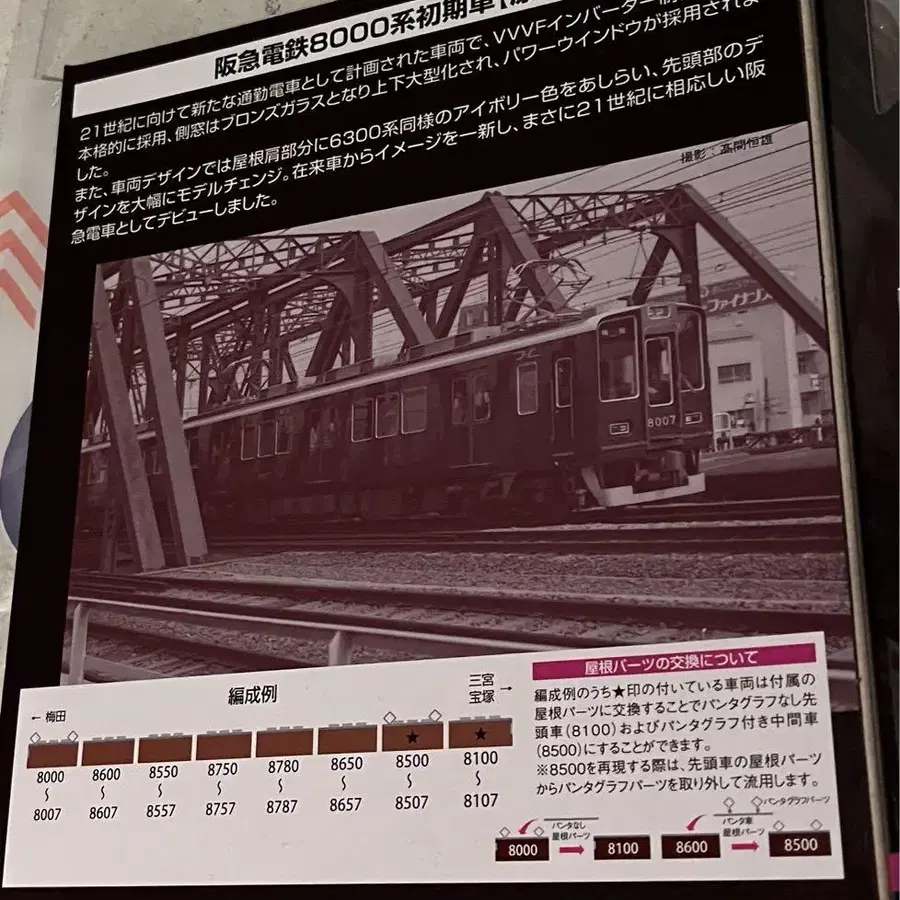 阪急電鉄8000系初期車
21世紀に向けて新たな通勤電車として計画された車両で、VVVFインバーター
本格的に採用、側窓はブロンズガラスとなり上下大型化され、パワーウインドウが採用されま
した。
また、車両デザインでは屋根肩部分に6300系同様のアイボリー色をあしらい、先頭部のデ
ザインを大幅にモデルチェンジ。在来車からイメージを一新し、まさに21世紀に相応しい阪
急電車としてデビューしました。
撮影:髙間恒雄
ファイナンス
8007
編成例
← 梅田
三宮
宝塚 →
★ ★
8000 8600 8550 8750 8780 8650 8500 8100
〜 〜 〜 〜 〜 〜 〜 〜
8007 8607 8557 8757 8787 8657 8507 8107
屋根パーツの交換について
編成例のうち★印の付いている車両は付属の
屋根パーツに交換することでパンタグラフなし先
頭車(8100)およびパンタグラフ付き中間車
(8500)にすることができます。
※8500を再現する際は、先頭車の屋根パーツ
からパンタグラフパーツを取り外して流用します。
パンタなし
屋根パーツ
8000 8100
パンタグラフパーツ
パンタ車
屋根パーツ
8600 8500